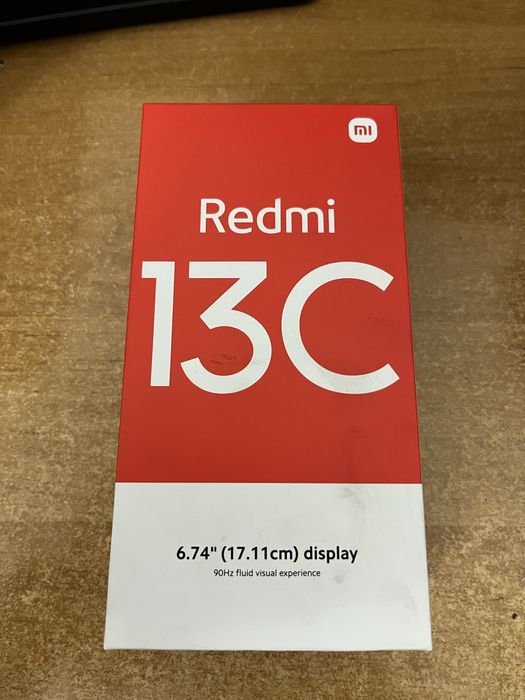 mi
Redmi
13C
6.74" (17.11cm) display
90Hz fluid visual experience